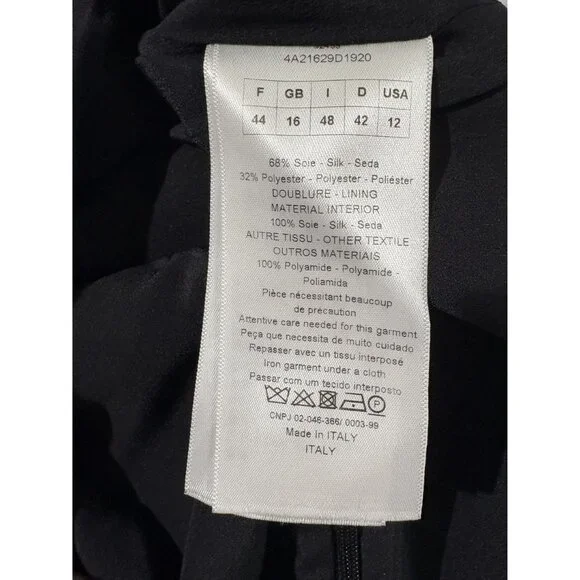 4A21629D1920
F GB I D USA
44 16 48 42 12
68% Soie - Silk - Seda
32% Polyester - Polyester - Poliéster
DOUBLURE - LINING
MATERIAL INTERIOR
100% Soie - Silk - Seda
AUTRE TISSU - OTHER TEXTILE
OUTROS MATERIAIS
100% Polyamide - Polyamide -
Poliamida
Pièce nécessitant beaucoup
de précaution
Attentive care needed for this garment
Peça que necessita de muito cuidado
Repasser avec un tissu interposé
Iron garment under a cloth
Passar com um tecido interposto
P
CNPJ 02-046-366/ 0003-99
Made in ITALY
ITALY